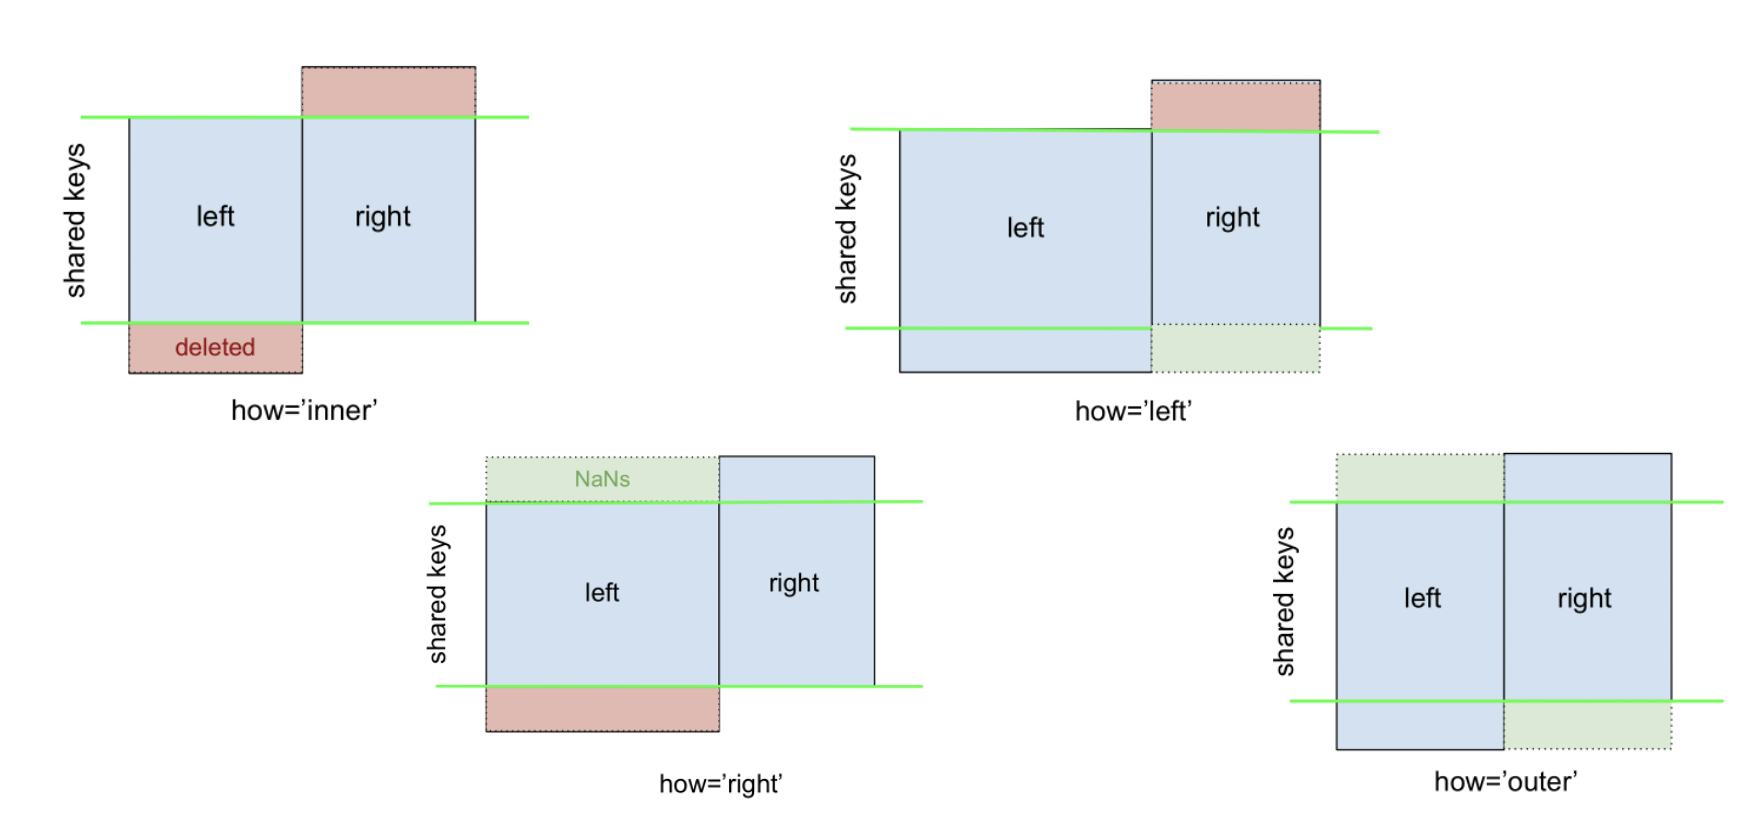 shared keys
left
right
deleted
how='inner’
shared keys
left
right
how='left’
NaNs
shared keys
left
right
how='right’
shared keys
left
right
how='outer’